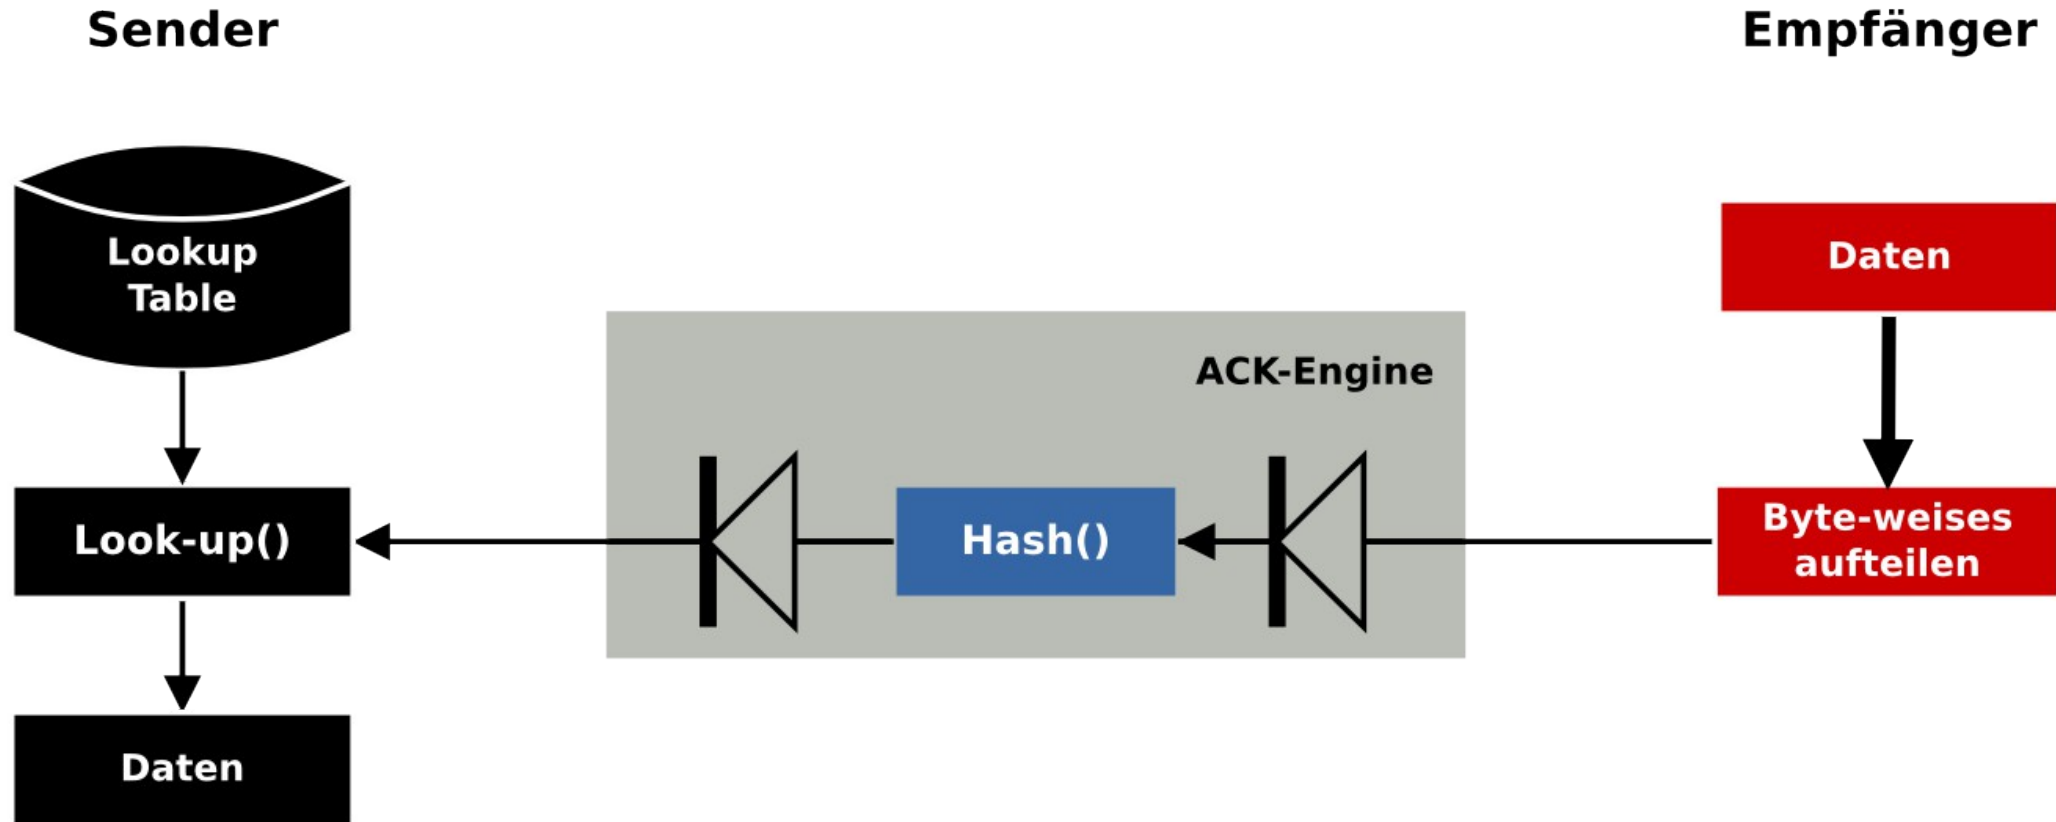 Sender
Empfänger
Lookup
Table
Daten
ACK-Engine
Look-up()
Hash()
Byte-weises
aufteilen
Daten